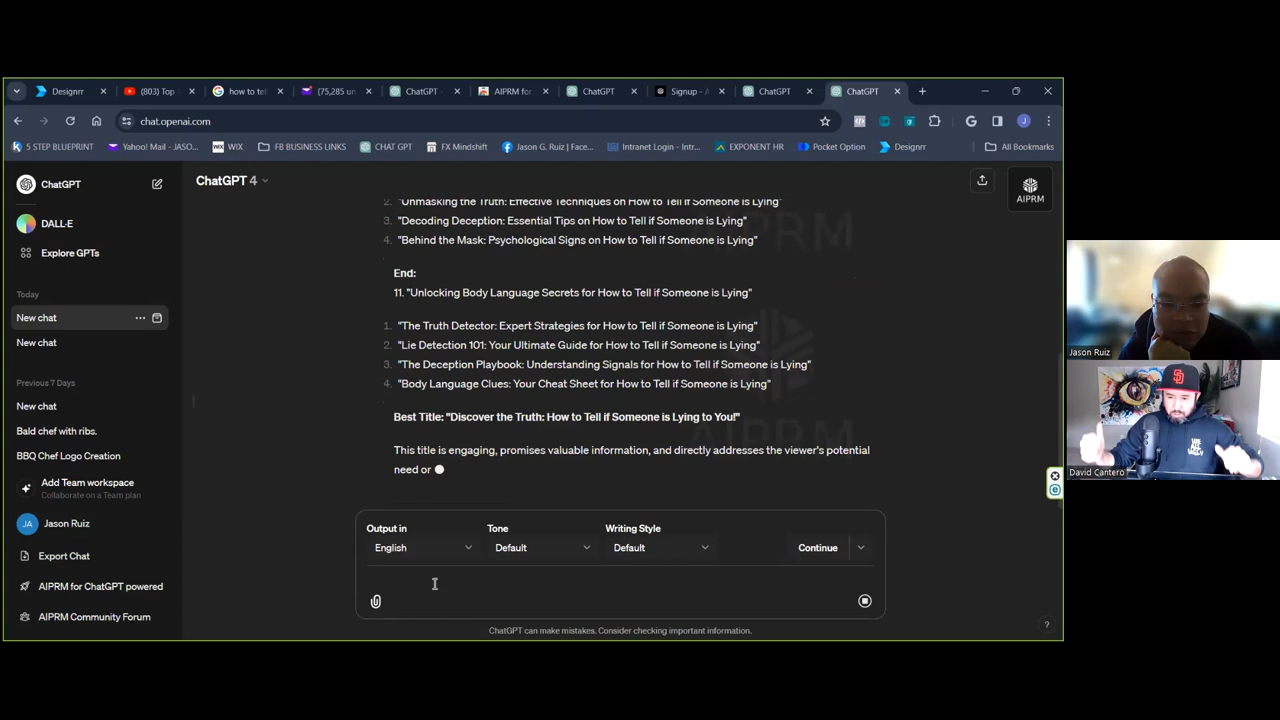 Designrr
(803) Top
how to tell
(75,285 un
ChatGPT
AIPRM for
ChatGPT
Signup - A
ChatGPT
ChatGPT
chat.openai.com
5 STEP BLUEPRINT
Yahoo! Mail - JASO...
WIX
FB BUSINESS LINKS
CHAT GPT
FX Mindshift
Jason G. Ruiz | Face...
Intranet Login - Intr...
EXPONENT HR
Pocket Option
Designrr
All Bookmarks
ChatGPT
DALL-E
Explore GPTs
Today
New chat
New chat
Previous 7 Days
New chat
Bald chef with ribs.
BBQ Chef Logo Creation
Add Team workspace
Collaborate on a Team plan
JA Jason Ruiz
Export Chat
AIPRM for ChatGPT powered
AIPRM Community Forum
ChatGPT 4
AIPRM
2. "Unmasking the Truth: Effective Techniques on How to Tell if Someone is Lying"
3. "Decoding Deception: Essential Tips on How to Tell if Someone is Lying"
4. "Behind the Mask: Psychological Signs on How to Tell if Someone is Lying"
End:
11. "Unlocking Body Language Secrets for How to Tell if Someone is Lying"
1. "The Truth Detector: Expert Strategies for How to Tell if Someone is Lying"
2. "Lie Detection 101: Your Ultimate Guide for How to Tell if Someone is Lying"
3. "The Deception Playbook: Understanding Signals for How to Tell if Someone is Lying"
4. "Body Language Clues: Your Cheat Sheet for How to Tell if Someone is Lying"
Best Title: "Discover the Truth: How to Tell if Someone is Lying to You!"
This title is engaging, promises valuable information, and directly addresses the viewer's potential
need or
Output in
Tone
Writing Style
English
Default
Default
Continue
ChatGPT can make mistakes. Consider checking important information.
?
Jason Ruiz
David Cantero
WE ALL
UGLY